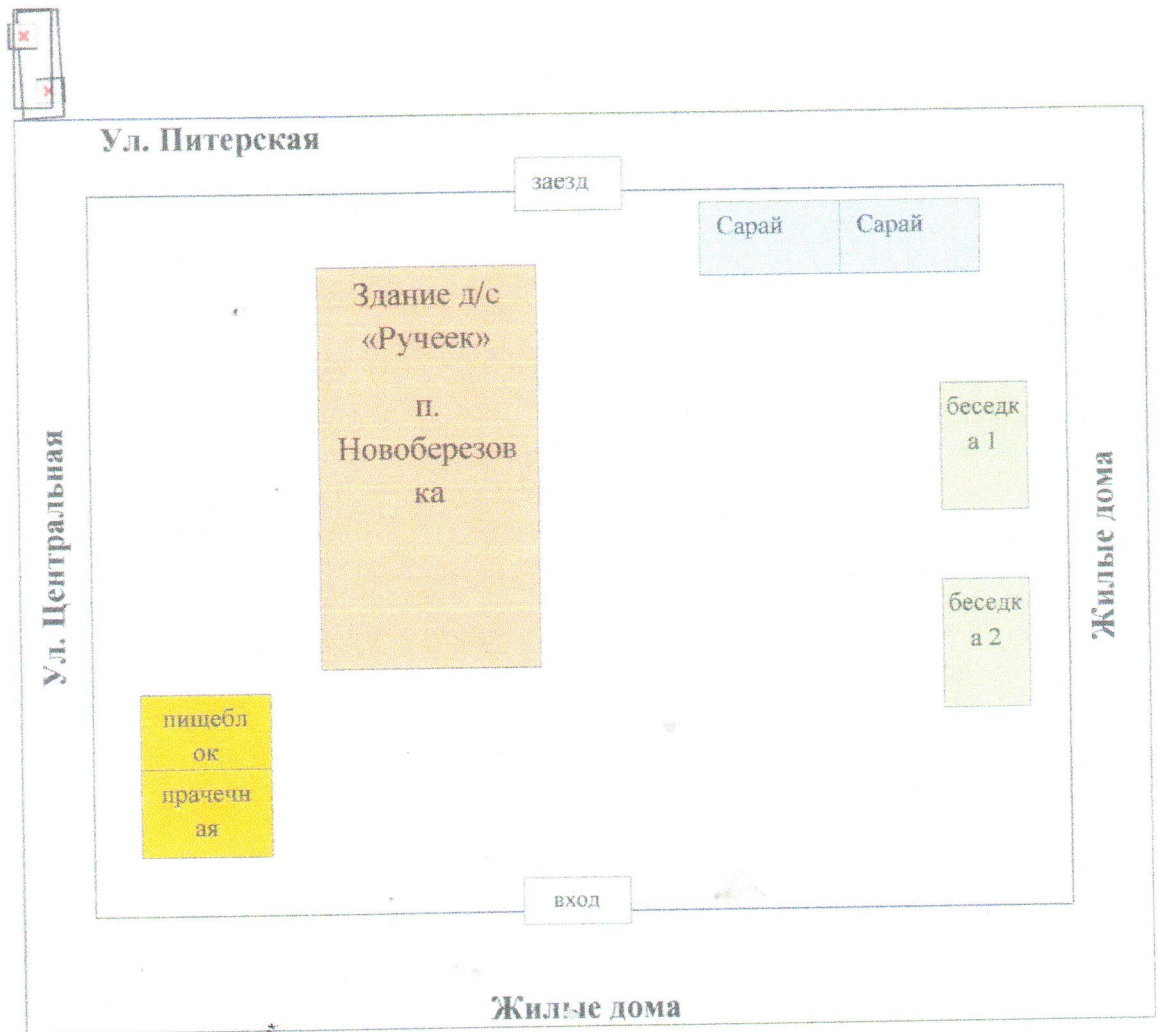 Ул. Питерская
заезд
Сарай
Сарай
Здание д/с
«Ручеек»
п.
Новоберезов
ка
беседк
а 1
Ул. Центральная
Жилые дома
беседк
а 2
пищебл
ок
прачечн
ая
вход
Жилые дома